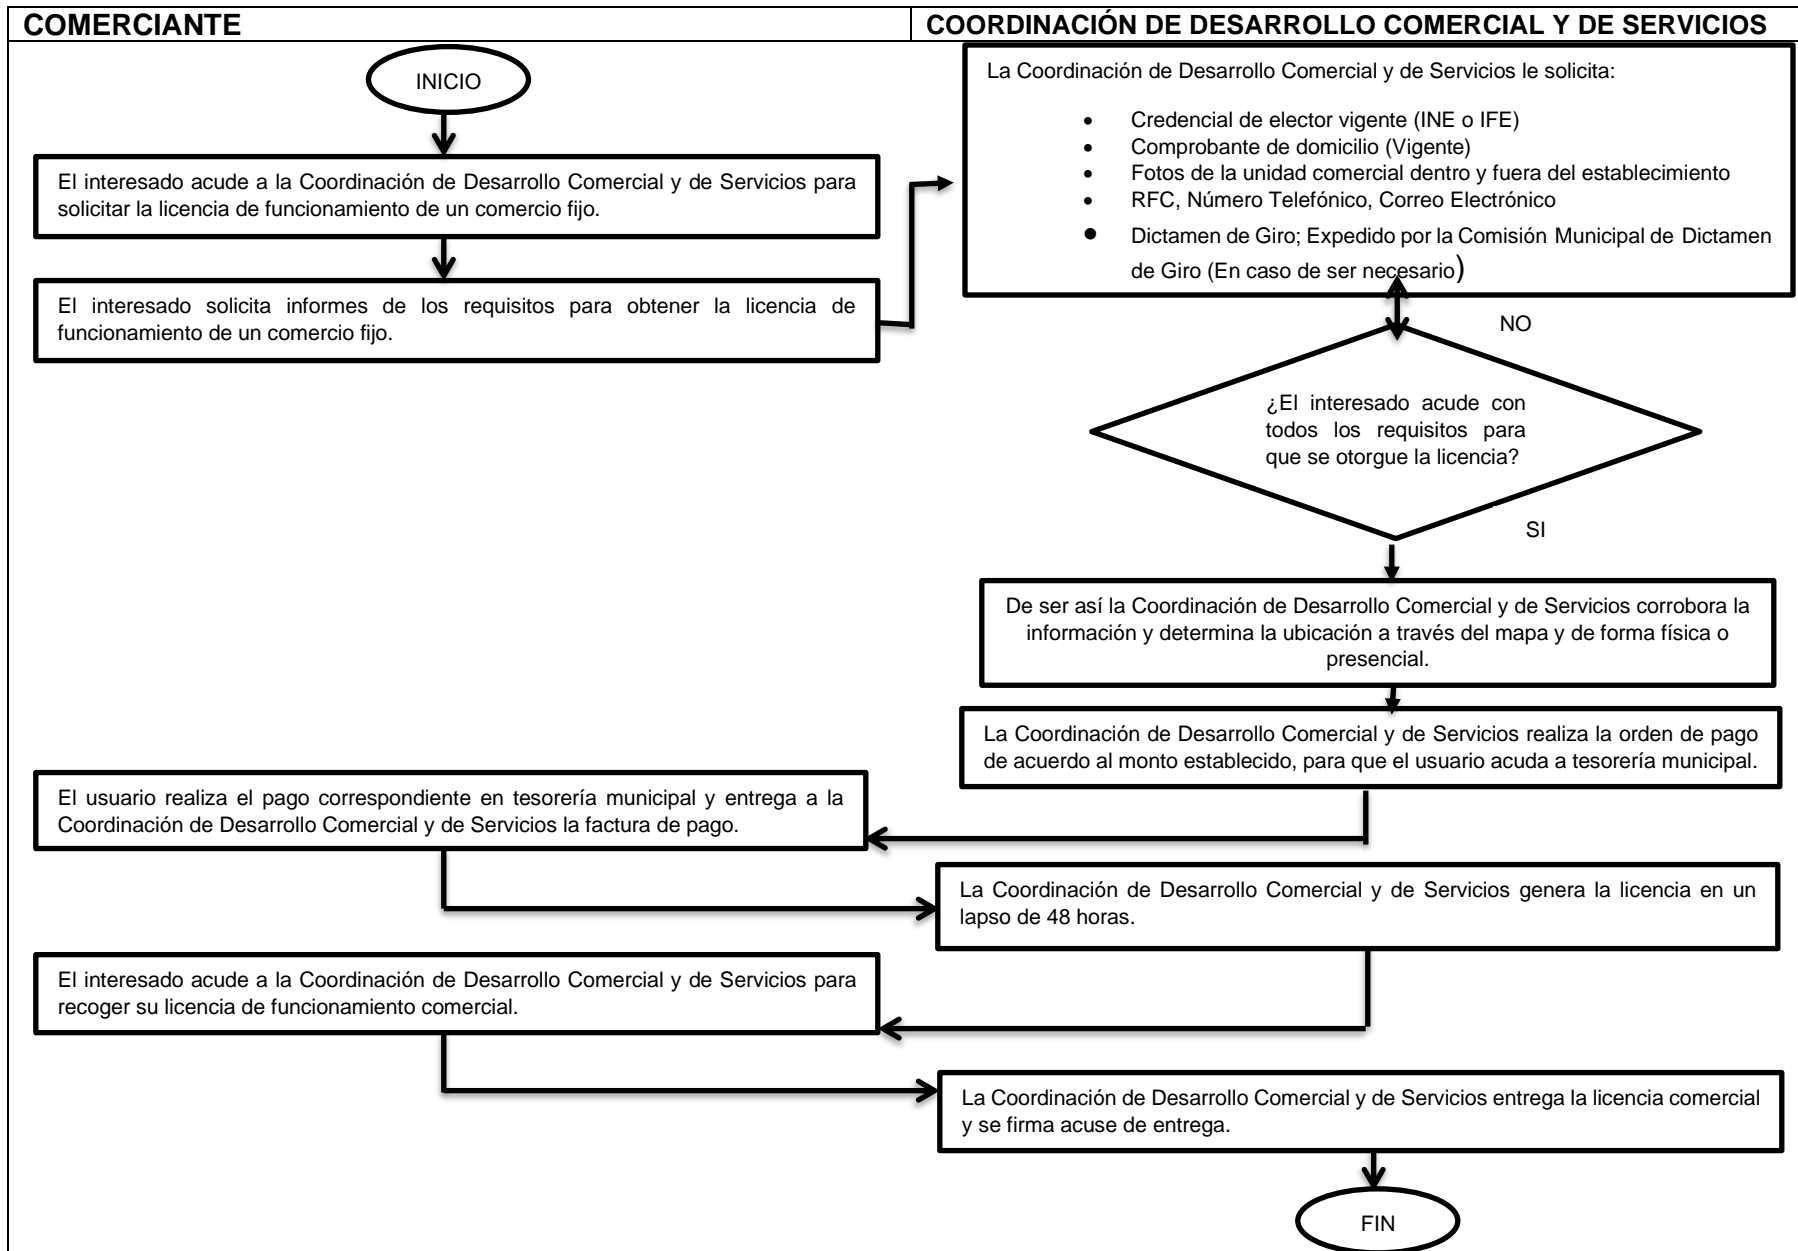 COMERCIANTE
COORDINACIÓN DE DESARROLLO COMERCIAL Y DE SERVICIOS
INICIO
El interesado acude a la Coordinación de Desarrollo Comercial y de Servicios para
solicitar la licencia de funcionamiento de un comercio fijo.
El interesado solicita informes de los requisitos para obtener la licencia de
funcionamiento de un comercio fijo.
La Coordinación de Desarrollo Comercial y de Servicios le solicita:
• Credencial de elector vigente (INE o IFE)
• Comprobante de domicilio (Vigente)
• Fotos de la unidad comercial dentro y fuera del establecimiento
• RFC, Número Telefónico, Correo Electrónico
• Dictamen de Giro; Expedido por la Comisión Municipal de Dictamen
de Giro (En caso de ser necesario)
NO
¿El interesado acude con
todos los requisitos para
que se otorgue la licencia?
SI
De ser así la Coordinación de Desarrollo Comercial y de Servicios corrobora la
información y determina la ubicación a través del mapa y de forma física o
presencial.
La Coordinación de Desarrollo Comercial y de Servicios realiza la orden de pago
de acuerdo al monto establecido, para que el usuario acuda a tesorería municipal.
El usuario realiza el pago correspondiente en tesorería municipal y entrega a la
Coordinación de Desarrollo Comercial y de Servicios la factura de pago.
La Coordinación de Desarrollo Comercial y de Servicios genera la licencia en un
lapso de 48 horas.
El interesado acude a la Coordinación de Desarrollo Comercial y de Servicios para
recoger su licencia de funcionamiento comercial.
La Coordinación de Desarrollo Comercial y de Servicios entrega la licencia comercial
y se firma acuse de entrega.
FIN